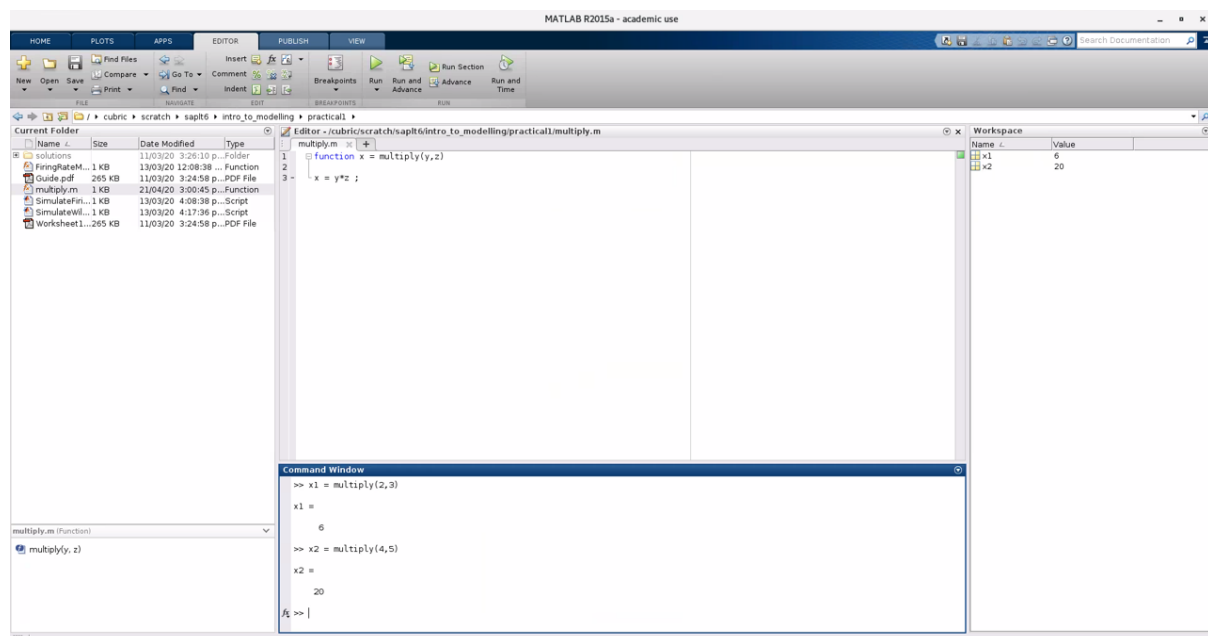 MATLAB R2015a - academic use
HOME PLOTS APPS EDITOR PUBLISH VIEW
Search Documentation
New Open Save
Find Files
Compare
Print
Go To
Find
Insert
Comment
Indent
Breakpoints
Run
Run and Advance
Run Section
Advance
Run and Time
FILE NAVIGATE EDIT BREAKPOINTS RUN
/ cubric scratch saplt6 intro_to_modelling practical1
Current Folder
Name Size Date Modified Type
solutions 11/03/20 3:26:10 p...Folder
FiringRateM... 1 KB 13/03/20 12:08:38 ... Function
Guide.pdf 265 KB 11/03/20 3:24:58 p...PDF File
multiply.m 1 KB 21/04/20 3:00:45 p...Function
SimulateFiri... 1 KB 13/03/20 4:08:38 p...Script
SimulateWil... 1 KB 13/03/20 4:17:36 p...Script
Worksheet1... 265 KB 11/03/20 3:24:58 p...PDF File
multiply.m (Function)
multiply(y, z)
Editor - /cubric/scratch/saplt6/intro_to_modelling/practical1/multiply.m
multiply.m
1 function x = multiply(y,z)
2
3 - x = y*z ;
Command Window
>> x1 = multiply(2,3)
x1 =
6
>> x2 = multiply(4,5)
x2 =
20
fx >>
Workspace
Name Value
x1 6
x2 20